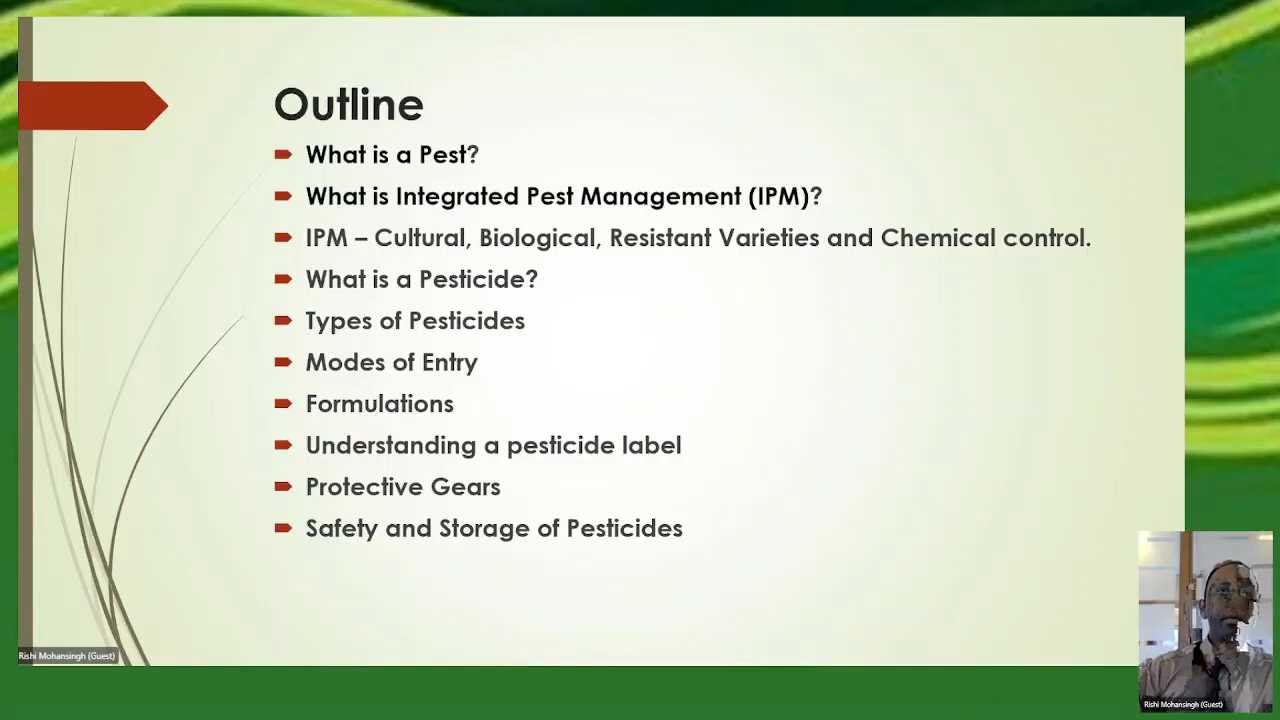 Outline
What is a Pest?
What is Integrated Pest Management (IPM)?
IPM – Cultural, Biological, Resistant Varieties and Chemical control.
What is a Pesticide?
Types of Pesticides
Modes of Entry
Formulations
Understanding a pesticide label
Protective Gears
Safety and Storage of Pesticides
Rishi Mohansingh (Guest)
Rishi Mohansingh (Guest)